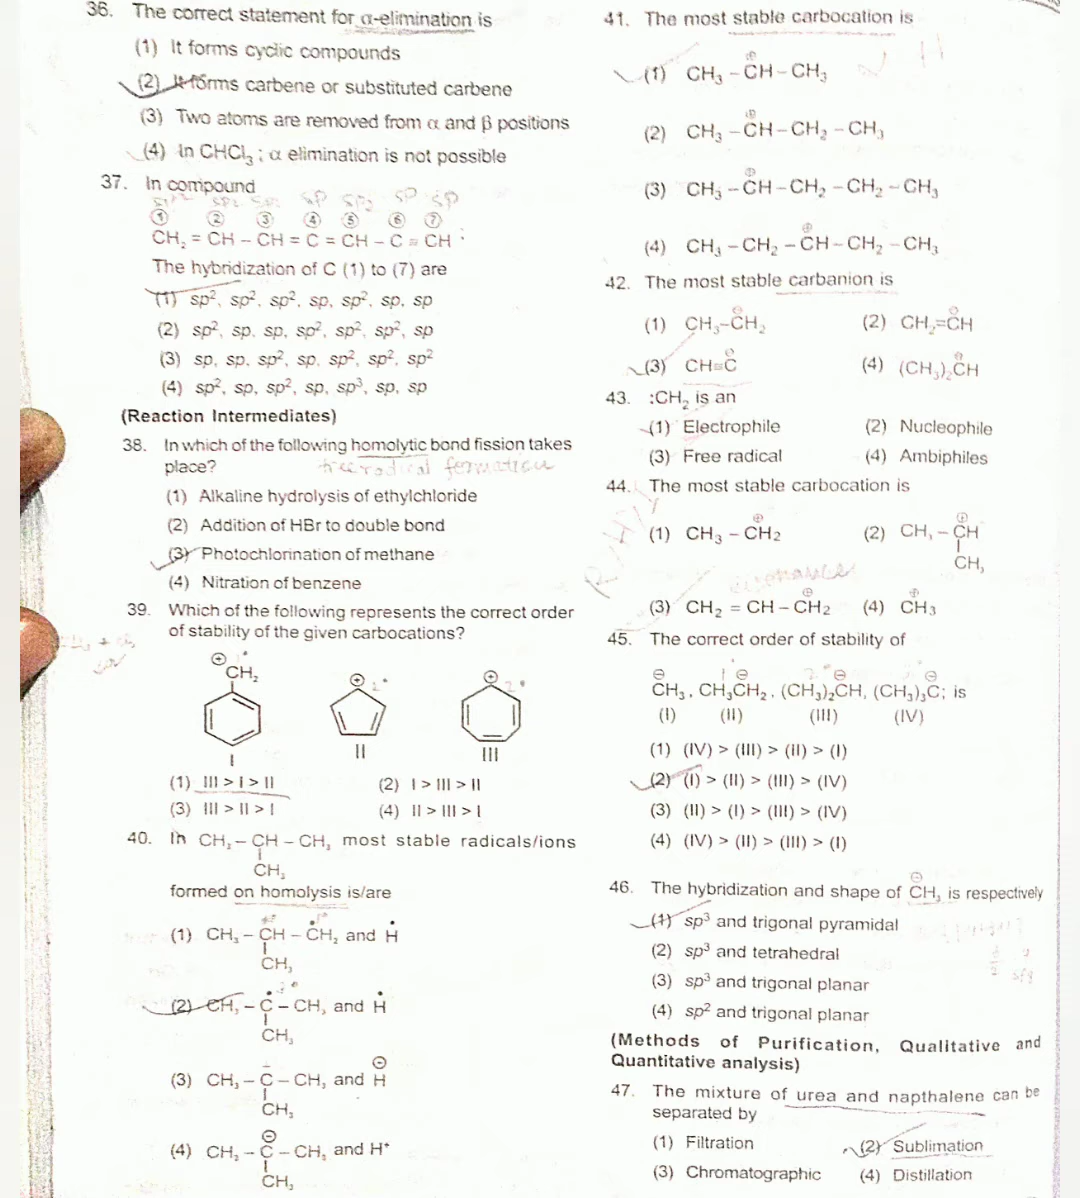 36. The correct statement for α-elimination is
(1) It forms cyclic compounds
(2) It forms carbene or substituted carbene
(3) Two atoms are removed from α and β positions
(4) In CHCl₃ ; α elimination is not possible
37. In compound
sp² sp² sp² sp sp² sp sp
① ② ③ ④ ⑤ ⑥ ⑦
CH₂ = CH – CH = C = CH – C ≡ CH :
The hybridization of C (1) to (7) are
(1) sp², sp², sp², sp, sp², sp, sp
(2) sp², sp, sp, sp², sp², sp², sp
(3) sp, sp, sp², sp, sp², sp², sp²
(4) sp², sp, sp², sp, sp³, sp, sp
(Reaction Intermediates)
38. In which of the following homolytic bond fission takes
place?
free radical formation
(1) Alkaline hydrolysis of ethylchloride
(2) Addition of HBr to double bond
(3) Photochlorination of methane
(4) Nitration of benzene
39. Which of the following represents the correct order
of stability of the given carbocations?
⊕ 1°
CH₂
⊕ 2°
⊕ 2°
I
II
III
(1) III > I > II (2) I > III > II
(3) III > II > I (4) II > III > I
40. In CH₃ – CH – CH₃ most stable radicals/ions
CH₃
formed on homolysis is/are
(1) CH₃ – CH – ĊH₂ and Ḣ
CH₃
(2) CH₃ – Ċ – CH₃ and Ḣ
CH₃
⊖
(3) CH₃ – C⁺ – CH₃ and H
CH₃
⊖
(4) CH₃ – C – CH₃ and H⁺
CH₃
41. The most stable carbocation is
⊕
(1) CH₃ – CH – CH₃
⊕
(2) CH₃ – CH – CH₂ – CH₃
⊕
(3) CH₃ – CH – CH₂ – CH₂ – CH₃
⊕
(4) CH₃ – CH₂ – CH – CH₂ – CH₃
42. The most stable carbanion is
⊖ ⊖
(1) CH₃–CH₂ (2) CH₂=CH
⊖ ⊖
(3) CH≡C (4) (CH₃)₂CH
43. :CH₂ is an
(1) Electrophile (2) Nucleophile
(3) Free radical (4) Ambiphiles
44. The most stable carbocation is
⊕ ⊕
(1) CH₃ – CH₂ (2) CH₃ – CH
CH₃
resonance
⊕ ⊕
(3) CH₂ = CH – CH₂ (4) CH₃
45. The correct order of stability of
⊖ ⊖ ⊖ ⊖
CH₃, CH₃CH₂, (CH₃)₂CH, (CH₃)₃C; is
(I) (II) (III) (IV)
(1) (IV) > (III) > (II) > (I)
(2) (I) > (II) > (III) > (IV)
(3) (II) > (I) > (III) > (IV)
(4) (IV) > (II) > (III) > (I)
⊖
46. The hybridization and shape of CH₃ is respectively
(1) sp³ and trigonal pyramidal
(2) sp³ and tetrahedral
(3) sp³ and trigonal planar
(4) sp² and trigonal planar
(Methods of Purification, Qualitative and
Quantitative analysis)
47. The mixture of urea and napthalene can be
separated by
(1) Filtration (2) Sublimation
(3) Chromatographic (4) Distillation